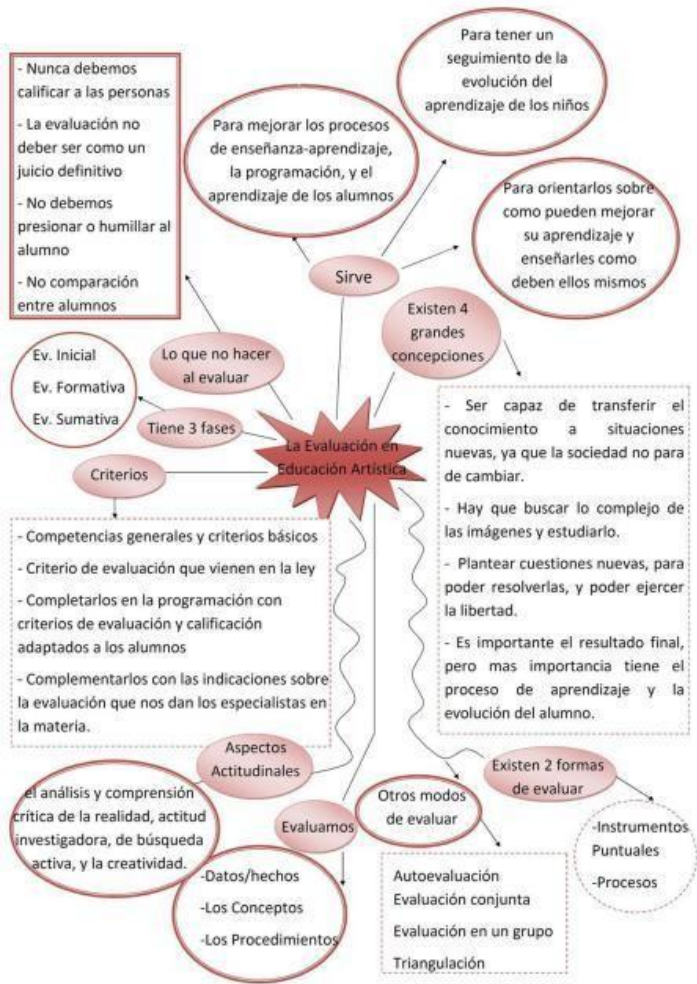 Para tener un
seguimiento de la
evolución del
aprendizaje de los niños
- Nunca debemos
calificar a las personas
- La evaluación no
deber ser como un
juicio definitivo
- No debemos
presionar o humillar al
alumno
- No comparación
entre alumnos
Para mejorar los procesos
de enseñanza-aprendizaje,
la programación, y el
aprendizaje de los alumnos
Para orientarlos sobre
como pueden mejorar
su aprendizaje y
enseñarles como
deben ellos mismos
Sirve
Existen 4
grandes
concepciones
Lo que no hacer
al evaluar
Ev. Inicial
Ev. Formativa
Ev. Sumativa
Tiene 3 fases
La Evaluación en
Educación Artística
Criterios
- Ser capaz de transferir el
conocimiento a situaciones
nuevas, ya que la sociedad no para
de cambiar.
- Hay que buscar lo complejo de
las imágenes y estudiarlo.
- Plantear cuestiones nuevas, para
poder resolverlas, y poder ejercer
la libertad.
- Es importante el resultado final,
pero mas importancia tiene el
proceso de aprendizaje y la
evolución del alumno.
- Competencias generales y criterios básicos
- Criterio de evaluación que vienen en la ley
- Completarlos en la programación con
criterios de evaluación y calificación
adaptados a los alumnos
- Complementarlos con las indicaciones sobre
la evaluación que nos dan los especialistas en
la materia.
Aspectos
Actitudinales
el análisis y comprensión
crítica de la realidad, actitud
investigadora, de búsqueda
activa, y la creatividad.
Evaluamos
-Datos/hechos
-Los Conceptos
-Los Procedimientos
Otros modos
de evaluar
Autoevaluación
Evaluación conjunta
Evaluación en un grupo
Triangulación
Existen 2 formas
de evaluar
-Instrumentos
Puntuales
-Procesos